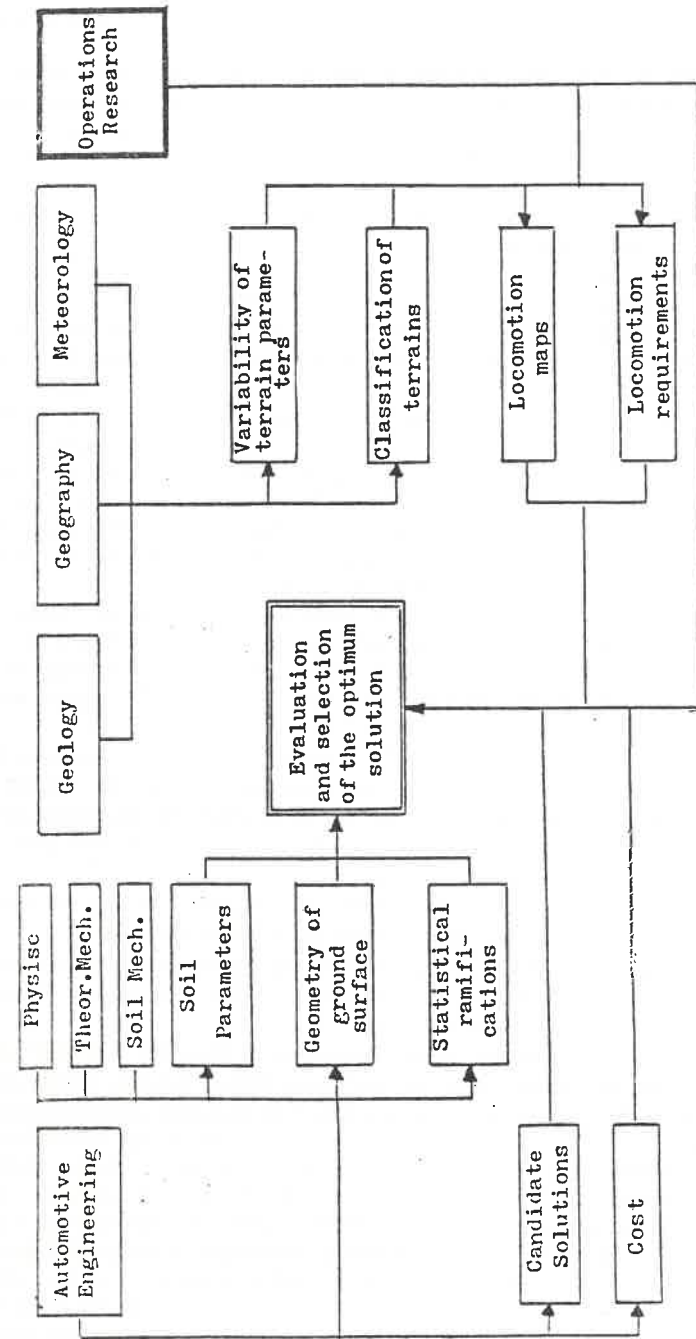 Automotive
Engineering
Physisc
Theor.Mech.
Soil Mech.
Geology
Geography
Meteorology
Operations
Research
Soil
Parameters
Geometry of
ground
surface
Statistical
ramifi-
cations
Evaluation
and selection
of the optimum
solution
Variability of
terrain parame-
ters
Classification of
terrains
Locomotion
maps
Locomotion
requirements
Candidate
Solutions
Cost